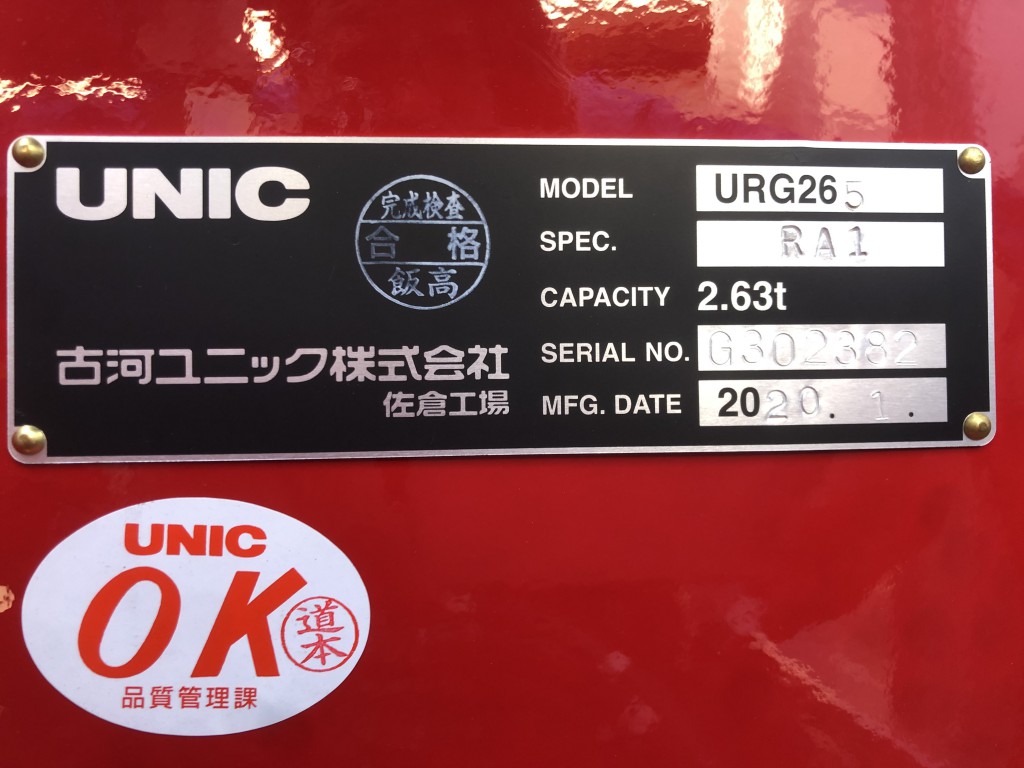 UNIC
完成検査
合格
飯高
古河ユニック株式会社
佐倉工場
MODEL URG265
SPEC. RA1
CAPACITY 2.63t
SERIAL NO. G302382
MFG. DATE 2020. 1.
UNIC
OK
道本
品質管理課